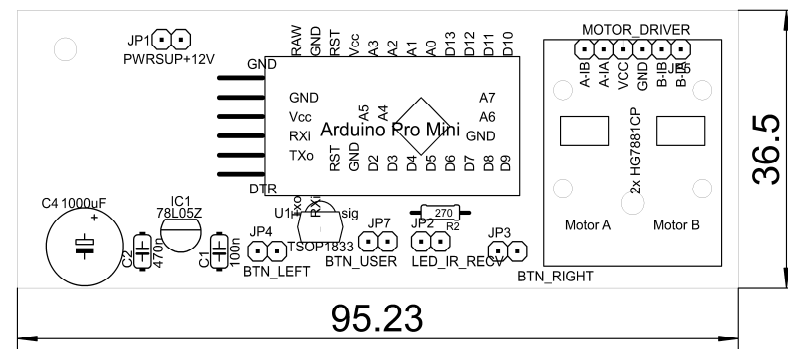 MOTOR_DRIVER
JP1
PWRSUP+12V
RAW
GND
RST
Vcc
A3
A2
A1
A0
D13
D12
D11
D10
A-IB
A-IA
VCC
GND
B-IB
B-IA
JP5
GND
GND
Vcc
RXI
TXo
DTR
A5
A4
A7
A6
GND
Arduino Pro Mini
RST
GND
D2
D3
D4
D5
D6
D7
D8
D9
2x HG7881CP
Motor A
Motor B
36.5
C4 1000uF
+
IC1
78L05Z
TXo
RXi
U1
sig
TSOP1833
270
R2
C2
470n
C1
100n
JP4
BTN_LEFT
JP7
BTN_USER
JP2
LED_IR_RECV
JP3
BTN_RIGHT
95.23